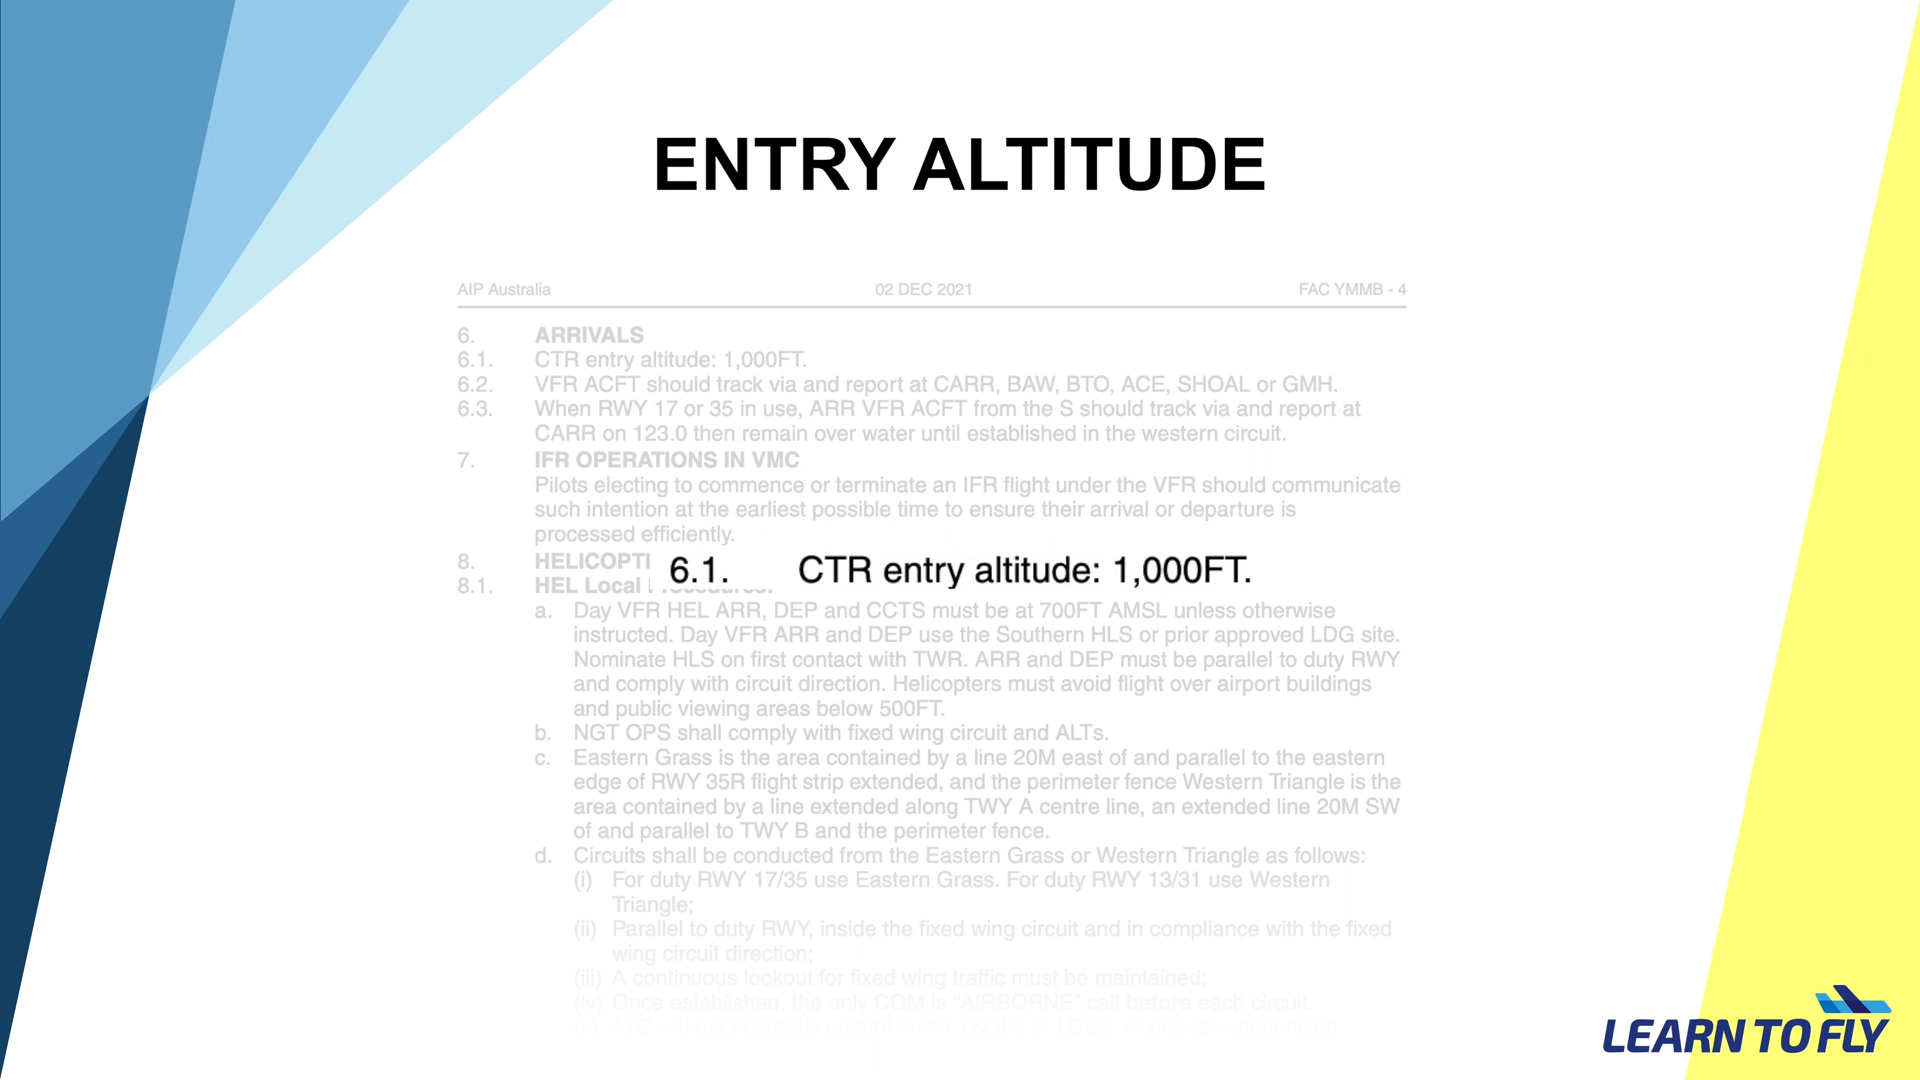 ENTRY ALTITUDE
AIP Australia 02 DEC 2021 FAC YMMB - 4
6. ARRIVALS
6.1. CTR entry altitude: 1,000FT.
6.2. VFR ACFT should track via and report at CARR, BAW, BTO, ACE, SHOAL or GMH.
6.3. When RWY 17 or 35 in use, ARR VFR ACFT from the S should track via and report at
CARR on 123.0 then remain over water until established in the western circuit.
7. IFR OPERATIONS IN VMC
Pilots electing to commence or terminate an IFR flight under the VFR should communicate
such intention at the earliest possible time to ensure their arrival or departure is
processed efficiently.
8. HELICOPT
6.1. CTR entry altitude: 1,000FT.
8.1. HEL Local
a. Day VFR HEL ARR, DEP and CCTS must be at 700FT AMSL unless otherwise
instructed. Day VFR ARR and DEP use the Southern HLS or prior approved LDG site.
Nominate HLS on first contact with TWR. ARR and DEP must be parallel to duty RWY
and comply with circuit direction. Helicopters must avoid flight over airport buildings
and public viewing areas below 500FT.
b. NGT OPS shall comply with fixed wing circuit and ALTs.
c. Eastern Grass is the area contained by a line 20M east of and parallel to the eastern
edge of RWY 35R flight strip extended, and the perimeter fence Western Triangle is the
area contained by a line extended along TWY A centre line, an extended line 20M SW
of and parallel to TWY B and the perimeter fence.
d. Circuits shall be conducted from the Eastern Grass or Western Triangle as follows:
(i) For duty RWY 17/35 use Eastern Grass. For duty RWY 13/31 use Western
Triangle;
(ii) Parallel to duty RWY, inside the fixed wing circuit and in compliance with the fixed
wing circuit direction;
(iii) A continuous lookout for fixed wing traffic must be maintained;
(iv) Once established, the only COM is "AIRBORNE" call before each circuit.
LEARN TO FLY